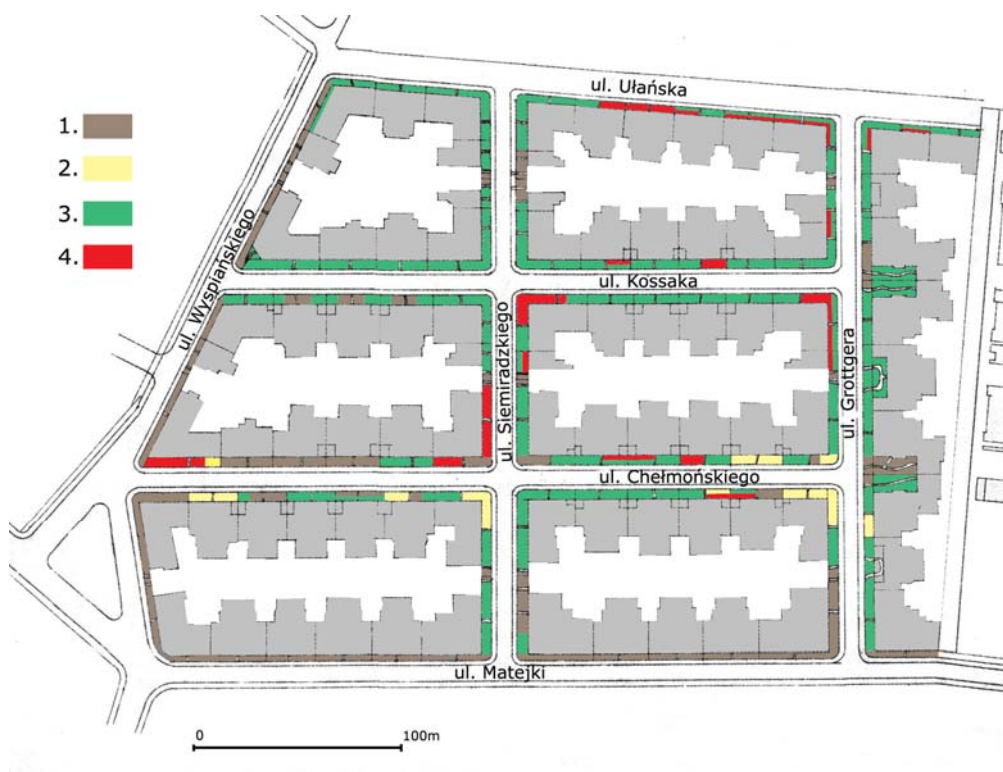 ul. Ułańska
1.
2.
3.
4.
ul. Wyspiańskiego
ul. Kossaka
ul. Siemiradzkiego
ul. Grottgera
ul. Chełmońskiego
ul. Matejki
0 100m